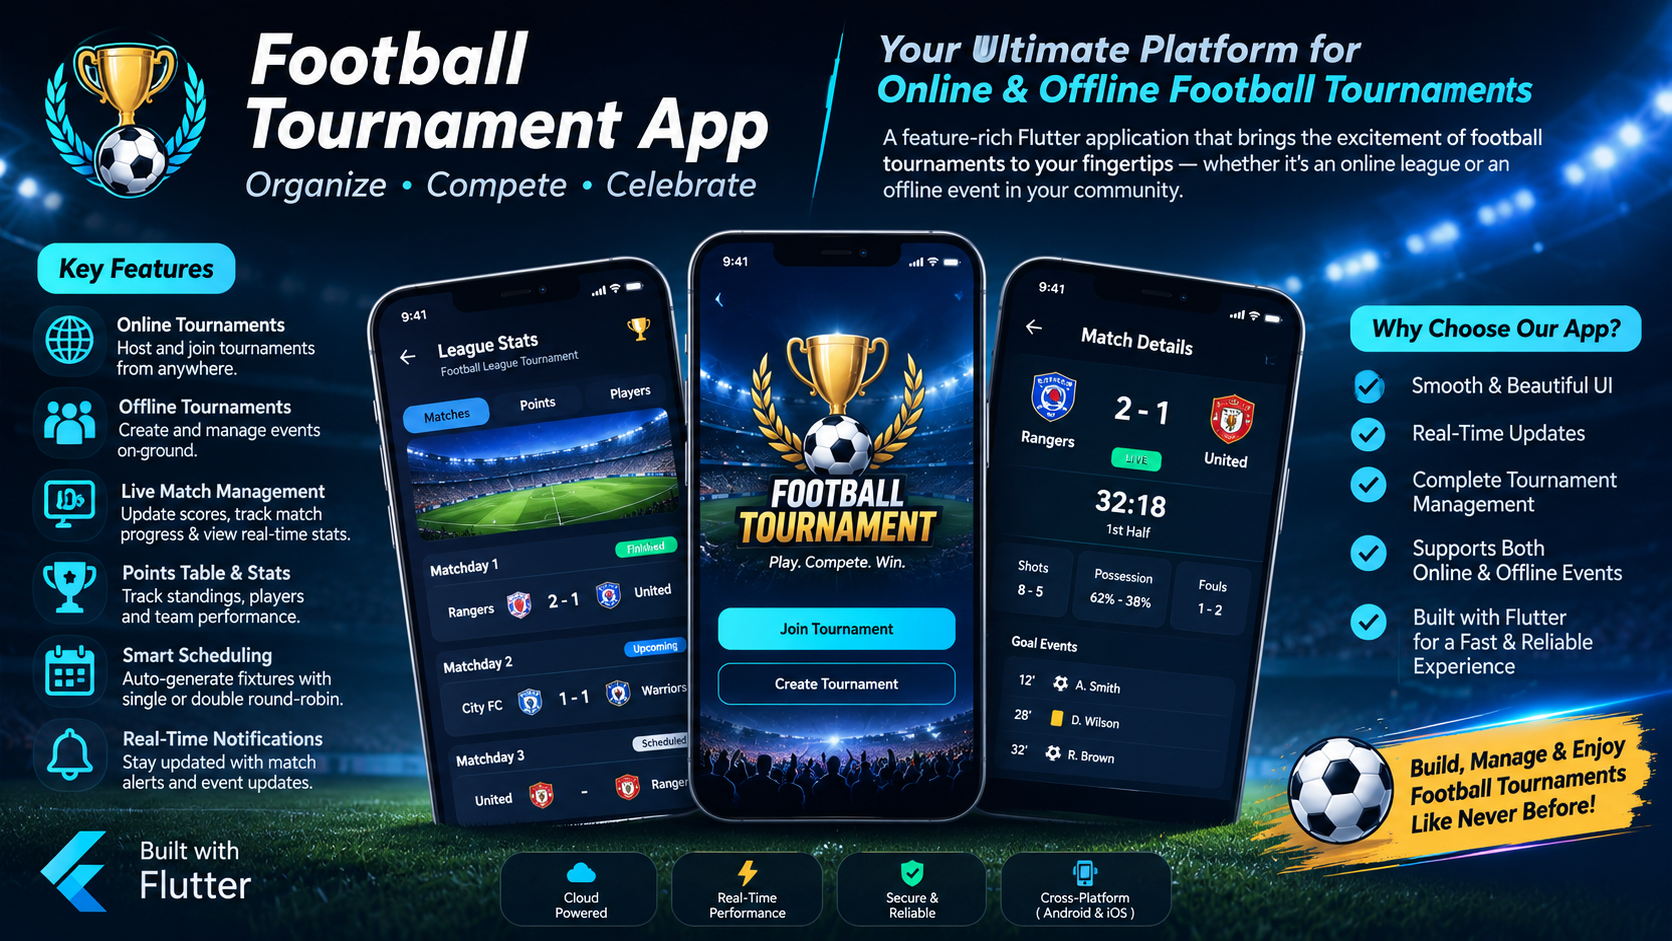 Football
Tournament App
Organize • Compete • Celebrate
Your Ultimate Platform for
Online & Offline Football Tournaments
A feature-rich Flutter application that brings the excitement of football
tournaments to your fingertips — whether it's an online league or an
offline event in your community.
Key Features
Online Tournaments
Host and join tournaments
from anywhere.
Offline Tournaments
Create and manage events
on-ground.
Live Match Management
Update scores, track match
progress & view real-time stats.
Points Table & Stats
Track standings, players
and team performance.
Smart Scheduling
Auto-generate fixtures with
single or double round-robin.
Real-Time Notifications
Stay updated with match
alerts and event updates.
Built with
Flutter
9:41
League Stats
Football League Tournament
Matches Points Players
Finished
Matchday 1
Rangers 2 - 1 United
Upcoming
Matchday 2
City FC 1 - 1 Warriors
Scheduled
Matchday 3
United - Ranger
9:41
FOOTBALL
TOURNAMENT
Play. Compete. Win.
Join Tournament
Create Tournament
9:41
Match Details
2 - 1
Rangers United
LIVE
32:18
1st Half
Shots Possession Fouls
8 - 5 62% - 38% 1 - 2
Goal Events
12' A. Smith
28' D. Wilson
32' R. Brown
Why Choose Our App?
Smooth & Beautiful UI
Real-Time Updates
Complete Tournament
Management
Supports Both
Online & Offline Events
Built with Flutter
for a Fast & Reliable
Experience
Build, Manage & Enjoy
Football Tournaments
Like Never Before!
Cloud
Powered
Real-Time
Performance
Secure &
Reliable
Cross-Platform
( Android & iOS )